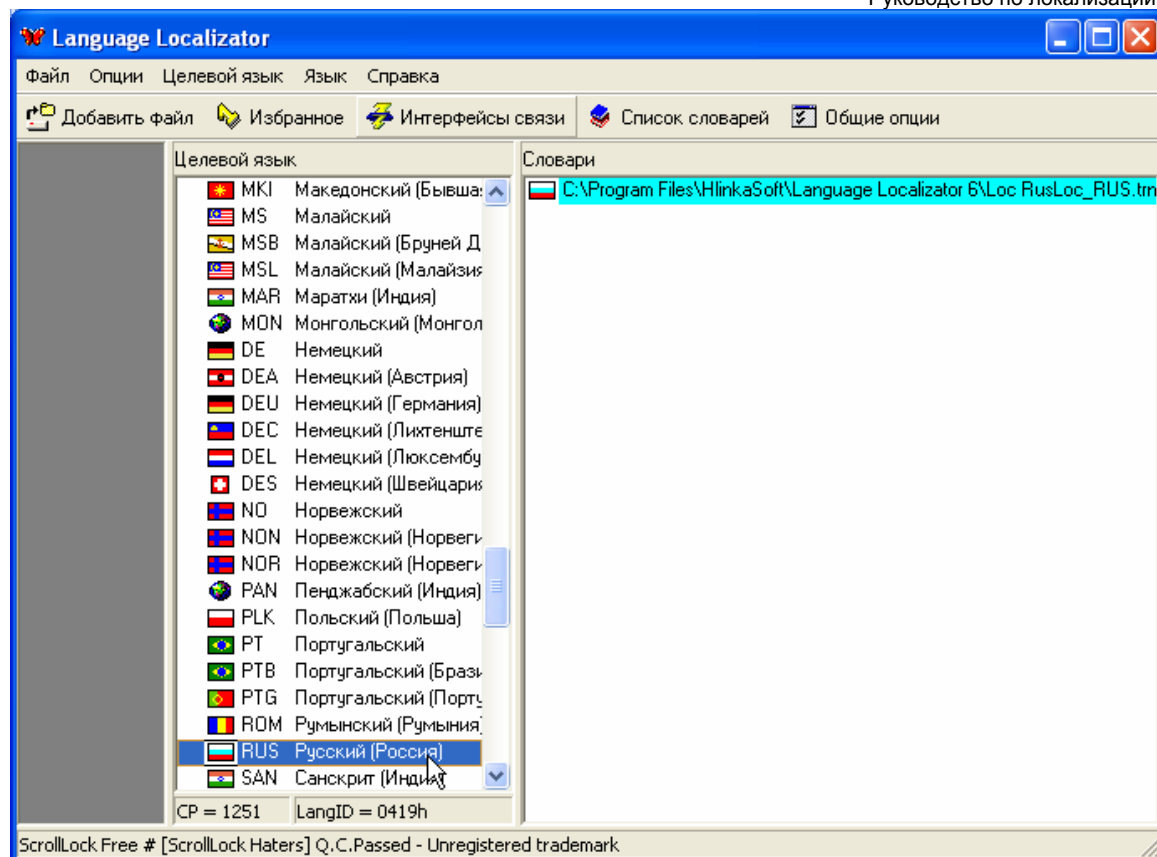 Руководство по локализации
Language Localizator
Файл Опции Целевой язык Язык Справка
Добавить файл Избранное Интерфейсы связи Список словарей Общие опции
Целевой язык
Словари
MKI Македонский (Бывша
C:\Program Files\HlinkaSoft\Language Localizator 6\Loc RusLoc_RUS.trn
MS Малайский
MSB Малайский (Бруней Д
MSL Малайский (Малайзия
MAR Маратхи (Индия)
MON Монгольский (Монгол
DE Немецкий
DEA Немецкий (Австрия)
DEU Немецкий (Германия)
DEC Немецкий (Лихтенште
DEL Немецкий (Люксембу
DES Немецкий (Швейцария
NO Норвежский
NON Норвежский (Норвеги
NOR Норвежский (Норвеги
PAN Пенджабский (Индия)
PLK Польский (Польша)
PT Португальский
PTB Португальский (Брази
PTG Португальский (Порту
ROM Румынский (Румыния)
RUS Русский (Россия)
SAN Санскрит (Индия)
CP = 1251 LangID = 0419h
ScrollLock Free # [ScrollLock Haters] Q.C.Passed - Unregistered trademark